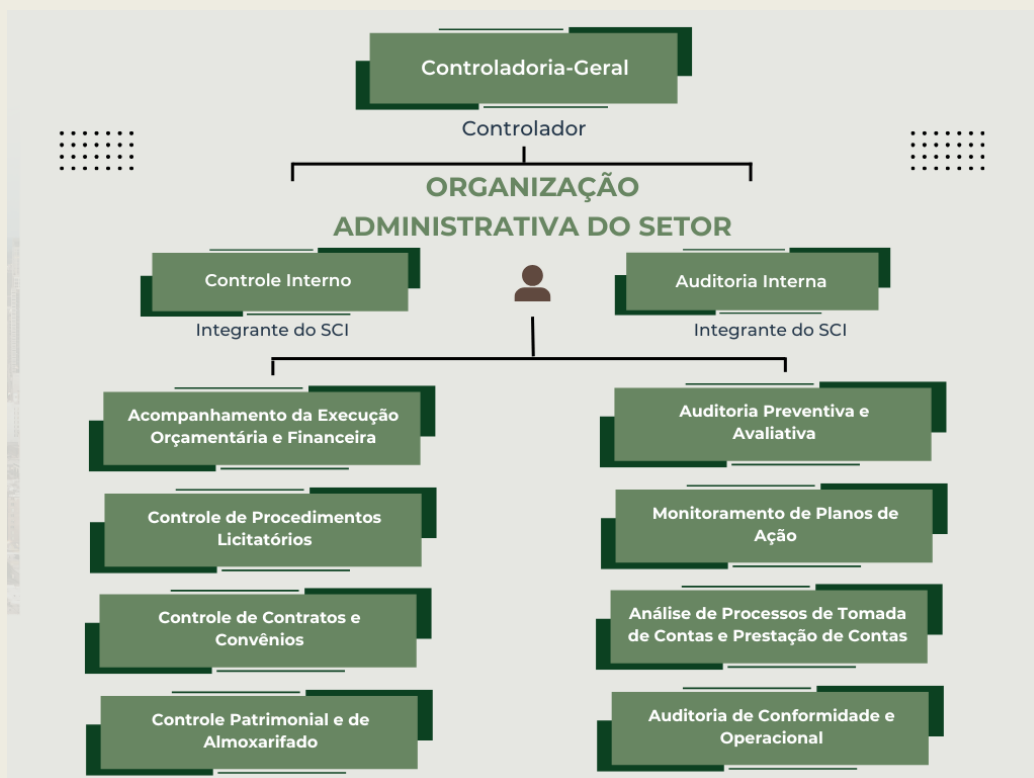 Controladoria-Geral
Controlador
ORGANIZAÇÃO
ADMINISTRATIVA DO SETOR
Controle Interno
Integrante do SCI
Auditoria Interna
Integrante do SCI
Acompanhamento da Execução
Orçamentária e Financeira
Controle de Procedimentos
Licitatórios
Controle de Contratos e
Convênios
Controle Patrimonial e de
Almoxarifado
Auditoria Preventiva e
Avaliativa
Monitoramento de Planos de
Ação
Análise de Processos de Tomada
de Contas e Prestação de Contas
Auditoria de Conformidade e
Operacional